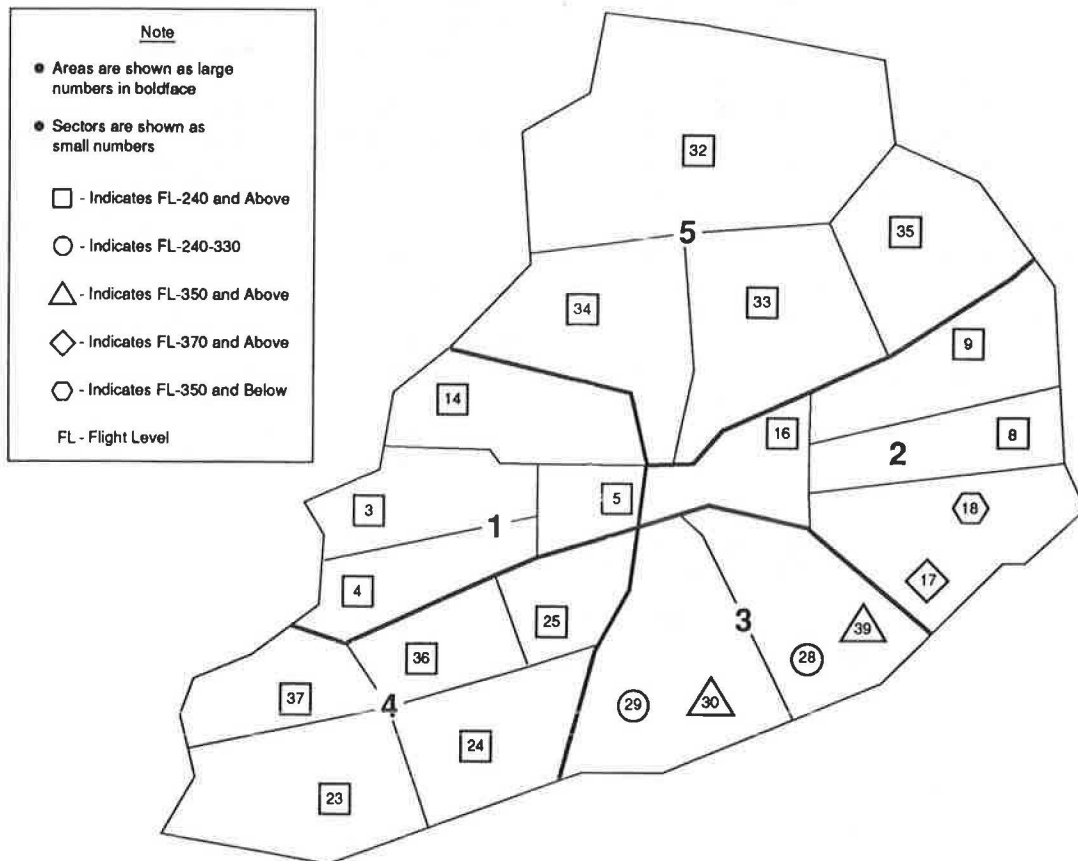 Note
Areas are shown as large
numbers in boldface
Sectors are shown as
small numbers
- Indicates FL-240 and Above
- Indicates FL-240-330
- Indicates FL-350 and Above
- Indicates FL-370 and Above
- Indicates FL-350 and Below
FL - Flight Level
32
5
35
34
33
9
14
16
8
2
3
5
18
1
4
17
25
3
39
36
28
37
4
29
30
24
23